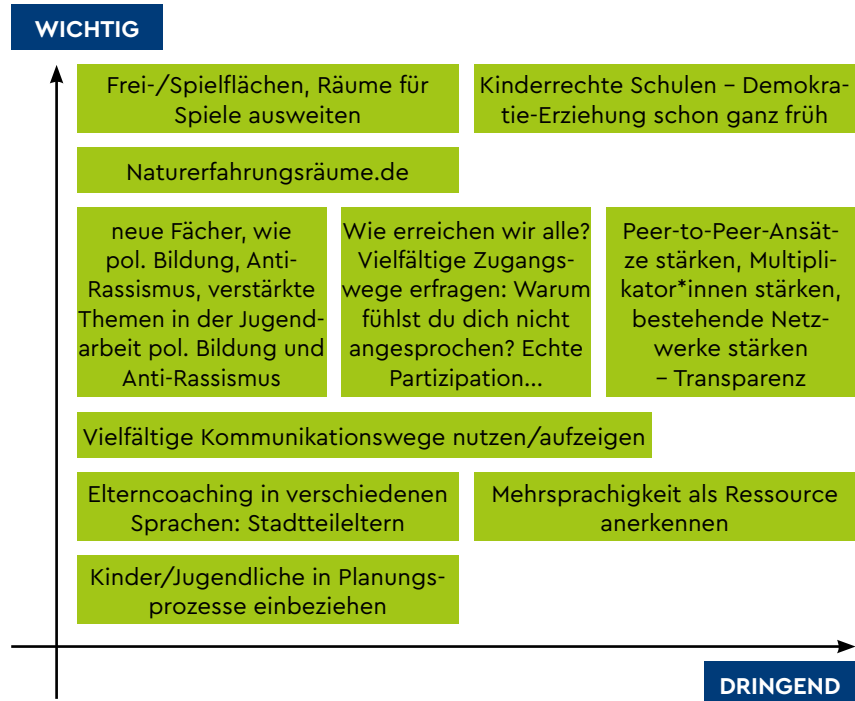 WICHTIG
Frei-/Spielflächen, Räume für
Spiele ausweiten
Kinderrechte Schulen – Demokra-
tie-Erziehung schon ganz früh
Naturerfahrungsräume.de
neue Fächer, wie
pol. Bildung, Anti-
Rassismus, verstärkte
Themen in der Jugend-
arbeit pol. Bildung und
Anti-Rassismus
Wie erreichen wir alle?
Vielfältige Zugangs-
wege erfragen: Warum
fühlst du dich nicht
angesprochen? Echte
Partizipation...
Peer-to-Peer-Ansät-
ze stärken, Multipli-
kator*innen stärken,
bestehende Netz-
werke stärken
– Transparenz
Vielfältige Kommunikationswege nutzen/aufzeigen
Elterncoaching in verschiedenen
Sprachen: Stadtteileltern
Mehrsprachigkeit als Ressource
anerkennen
Kinder/Jugendliche in Planungs-
prozesse einbeziehen
DRINGEND